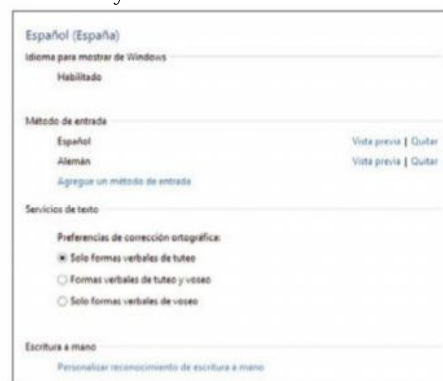 Español (España)
Idioma para mostrar de Windows
Habilitado
Método de entrada
Español Vista previa | Quitar
Alemán Vista previa | Quitar
Agregue un método de entrada
Servicios de texto
Preferencias de corrección ortográfica:
Solo formas verbales de tuteo
Formas verbales de tuteo y voseo
Solo formas verbales de voseo
Escritura a mano
Personalizar reconocimiento de escritura a mano